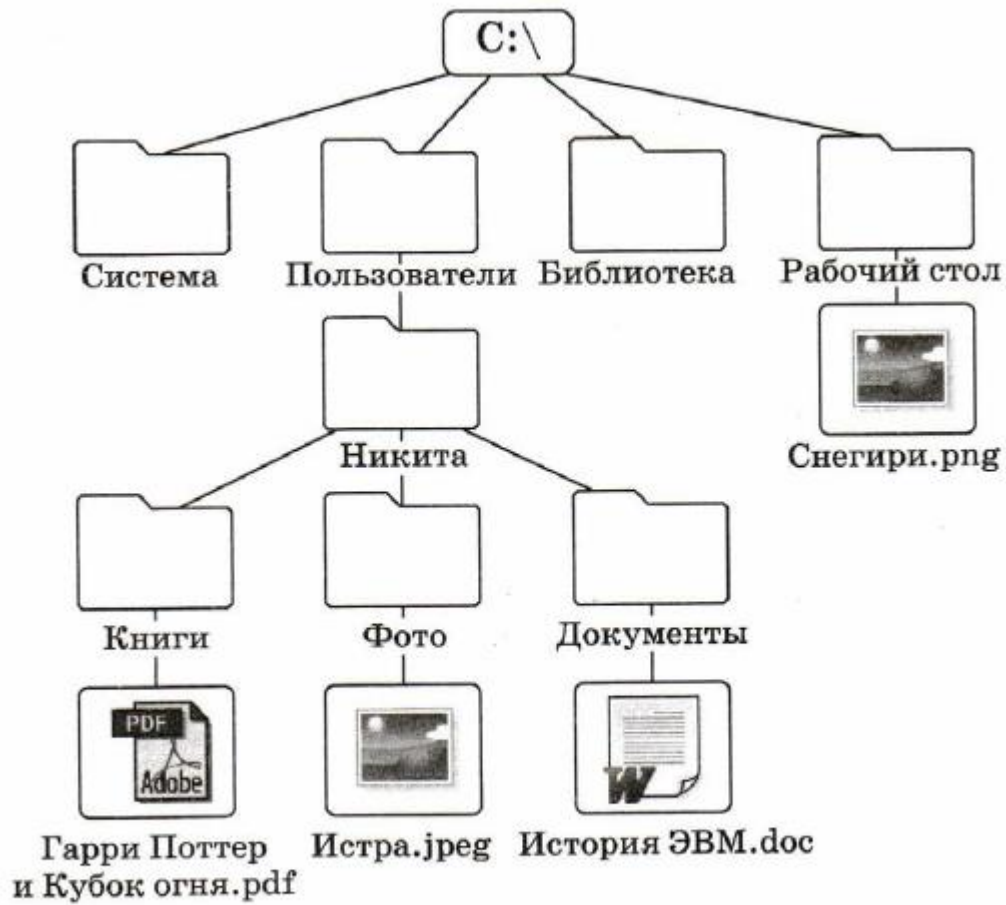 C:\
Система
Пользователи
Библиотека
Рабочий стол
Никита
Снегири.png
Книги
Фото
Документы
PDF
Adobe
W
Гарри Поттер
и Кубок огня.pdf
Истра.jpeg
История ЭВМ.doc